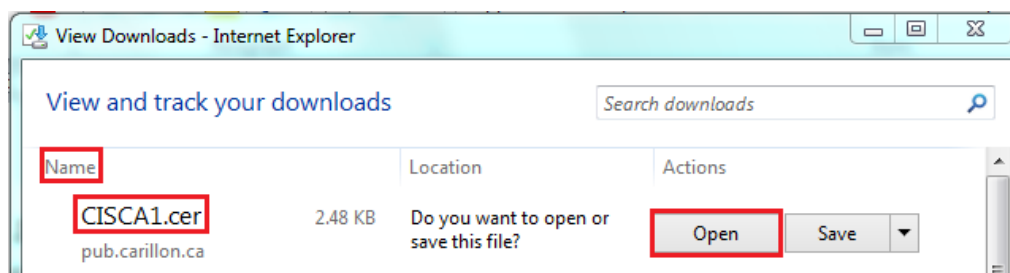 View Downloads - Internet Explorer
View and track your downloads
Search downloads
Name Location Actions
CISCA1.cer 2.48 KB Do you want to open or save this file? Open Save
pub.carillon.ca